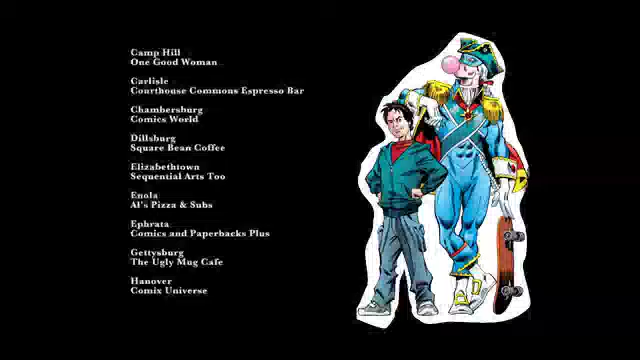 Camp Hill
One Good Woman
Carlisle
Courthouse Commons Espresso Bar
Chambersburg
Comics World
Dillsburg
Square Bean Coffee
Elizabethtown
Sequential Arts Too
Enola
Al's Pizza & Subs
Ephrata
Comics and Paperbacks Plus
Gettysburg
The Ugly Mug Cafe
Hanover
Comix Universe